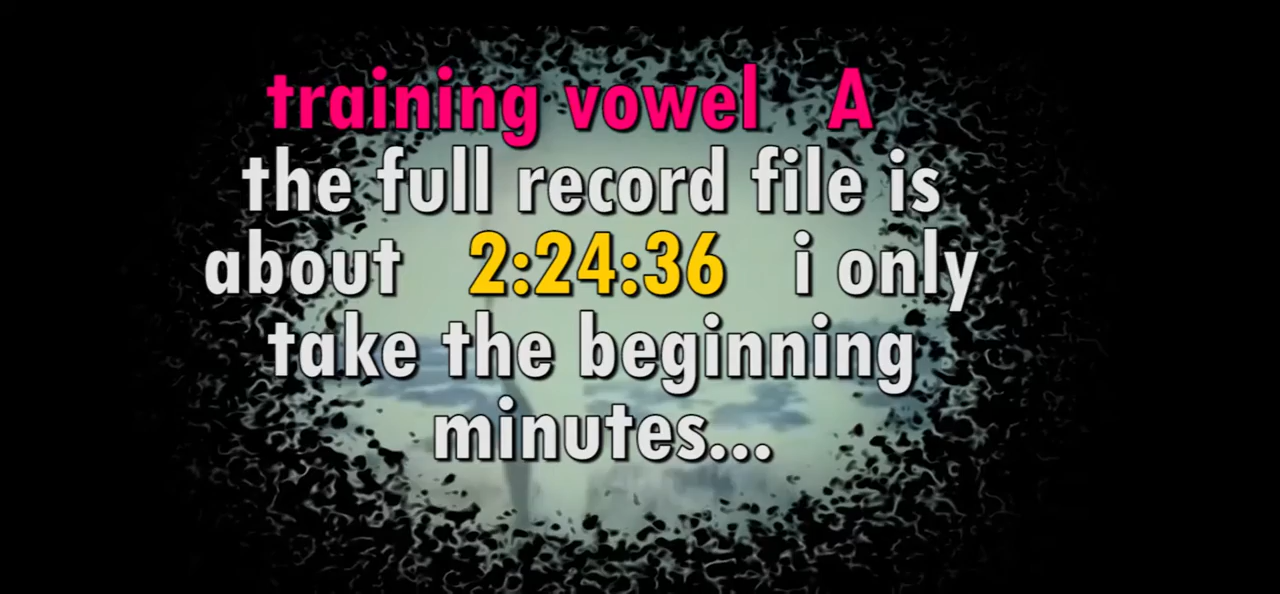 training vowel A
the full record file is
about 2:24:36 i only
take the beginning
minutes...